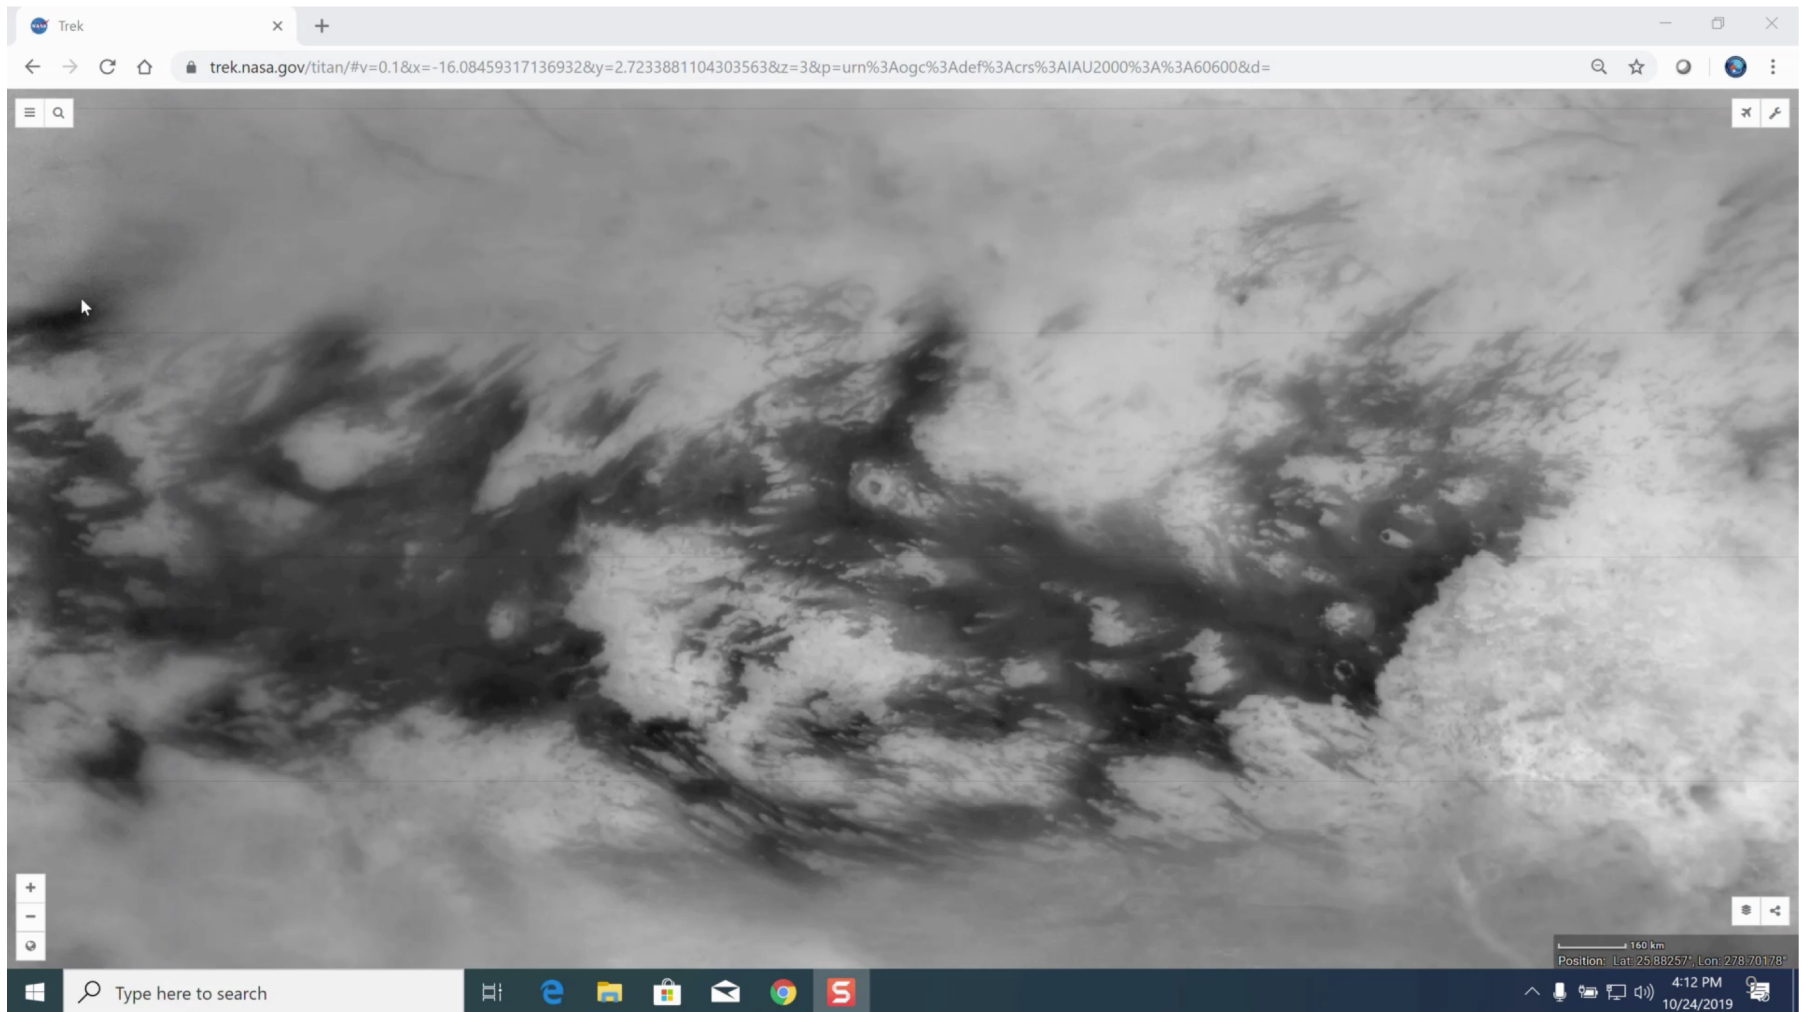 Trek
trek.nasa.gov/titan/#v=0.1&x=-16.08459317136932&y=2.7233881104303563&z=3&p=urn%3Aogc%3Adef%3Acrs%3AIAU2000%3A%3A60600&d=
160 km
Position: Lat: 25.88257°, Lon: 278.70178°
Type here to search
4:12 PM
10/24/2019